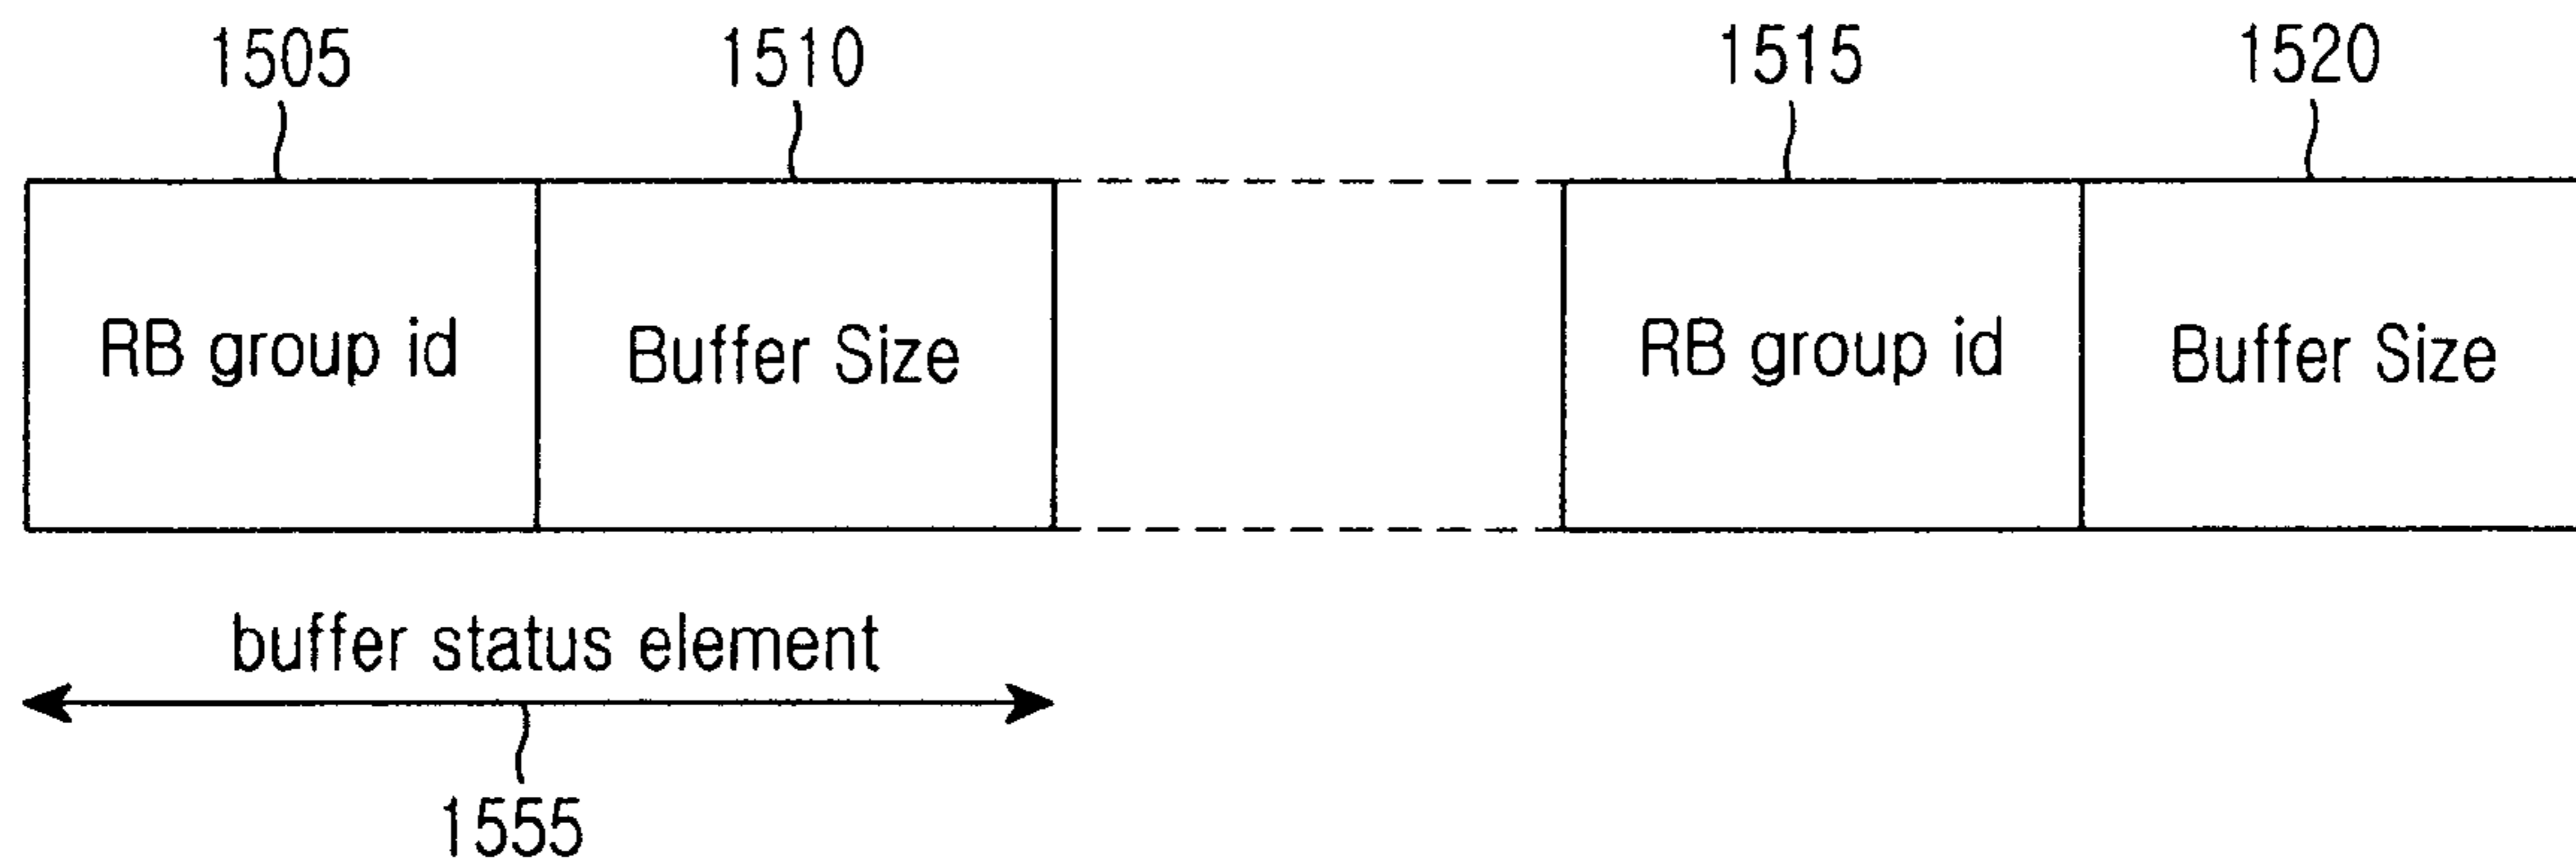 1505 1510 1515 1520
RB group id Buffer Size RB group id Buffer Size
buffer status element
1555